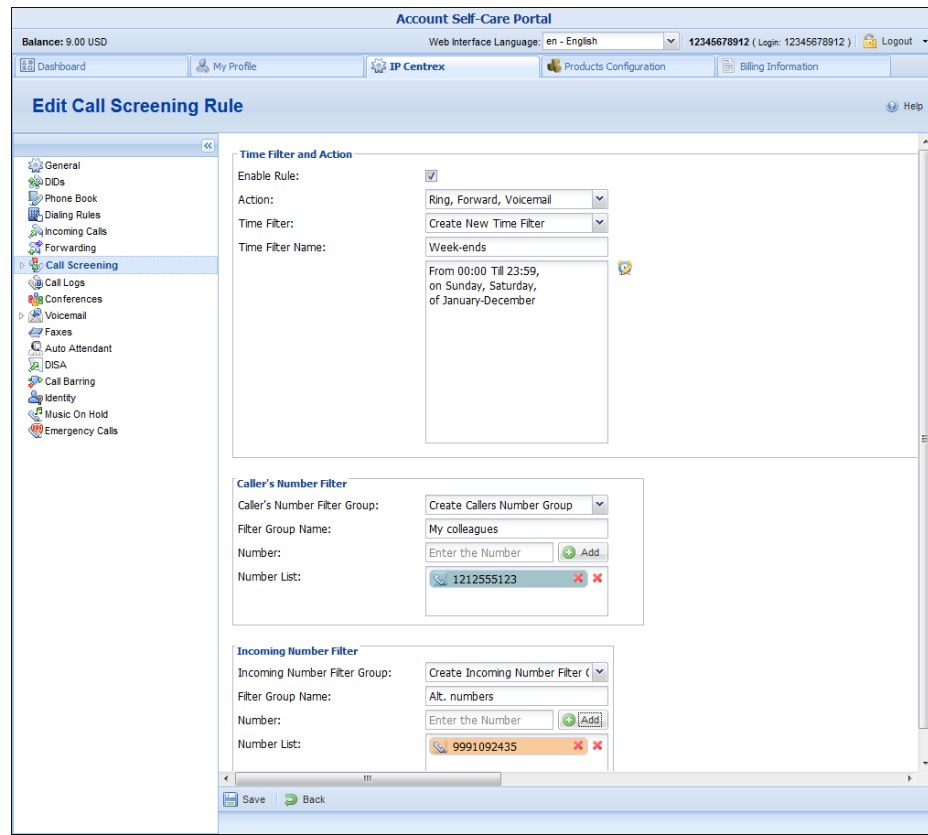 Account Self-Care Portal
Balance: 9.00 USD
Web Interface Language: en - English
12345678912 ( Login: 12345678912 )
Logout
Dashboard
My Profile
IP Centrex
Products Configuration
Billing Information
Edit Call Screening Rule
Help
General
DIDs
Phone Book
Dialing Rules
Incoming Calls
Forwarding
Call Screening
Call Logs
Conferences
Voicemail
Faxes
Auto Attendant
DISA
Call Barring
Identity
Music On Hold
Emergency Calls
Time Filter and Action
Enable Rule:
Action: Ring, Forward, Voicemail
Time Filter: Create New Time Filter
Time Filter Name: Week-ends
From 00:00 Till 23:59,
on Sunday, Saturday,
of January-December
Caller's Number Filter
Caller's Number Filter Group: Create Callers Number Group
Filter Group Name: My colleagues
Number: Enter the Number Add
Number List: 1212555123
Incoming Number Filter
Incoming Number Filter Group: Create Incoming Number Filter (
Filter Group Name: Alt. numbers
Number: Enter the Number Add
Number List: 9991092435
Save
Back